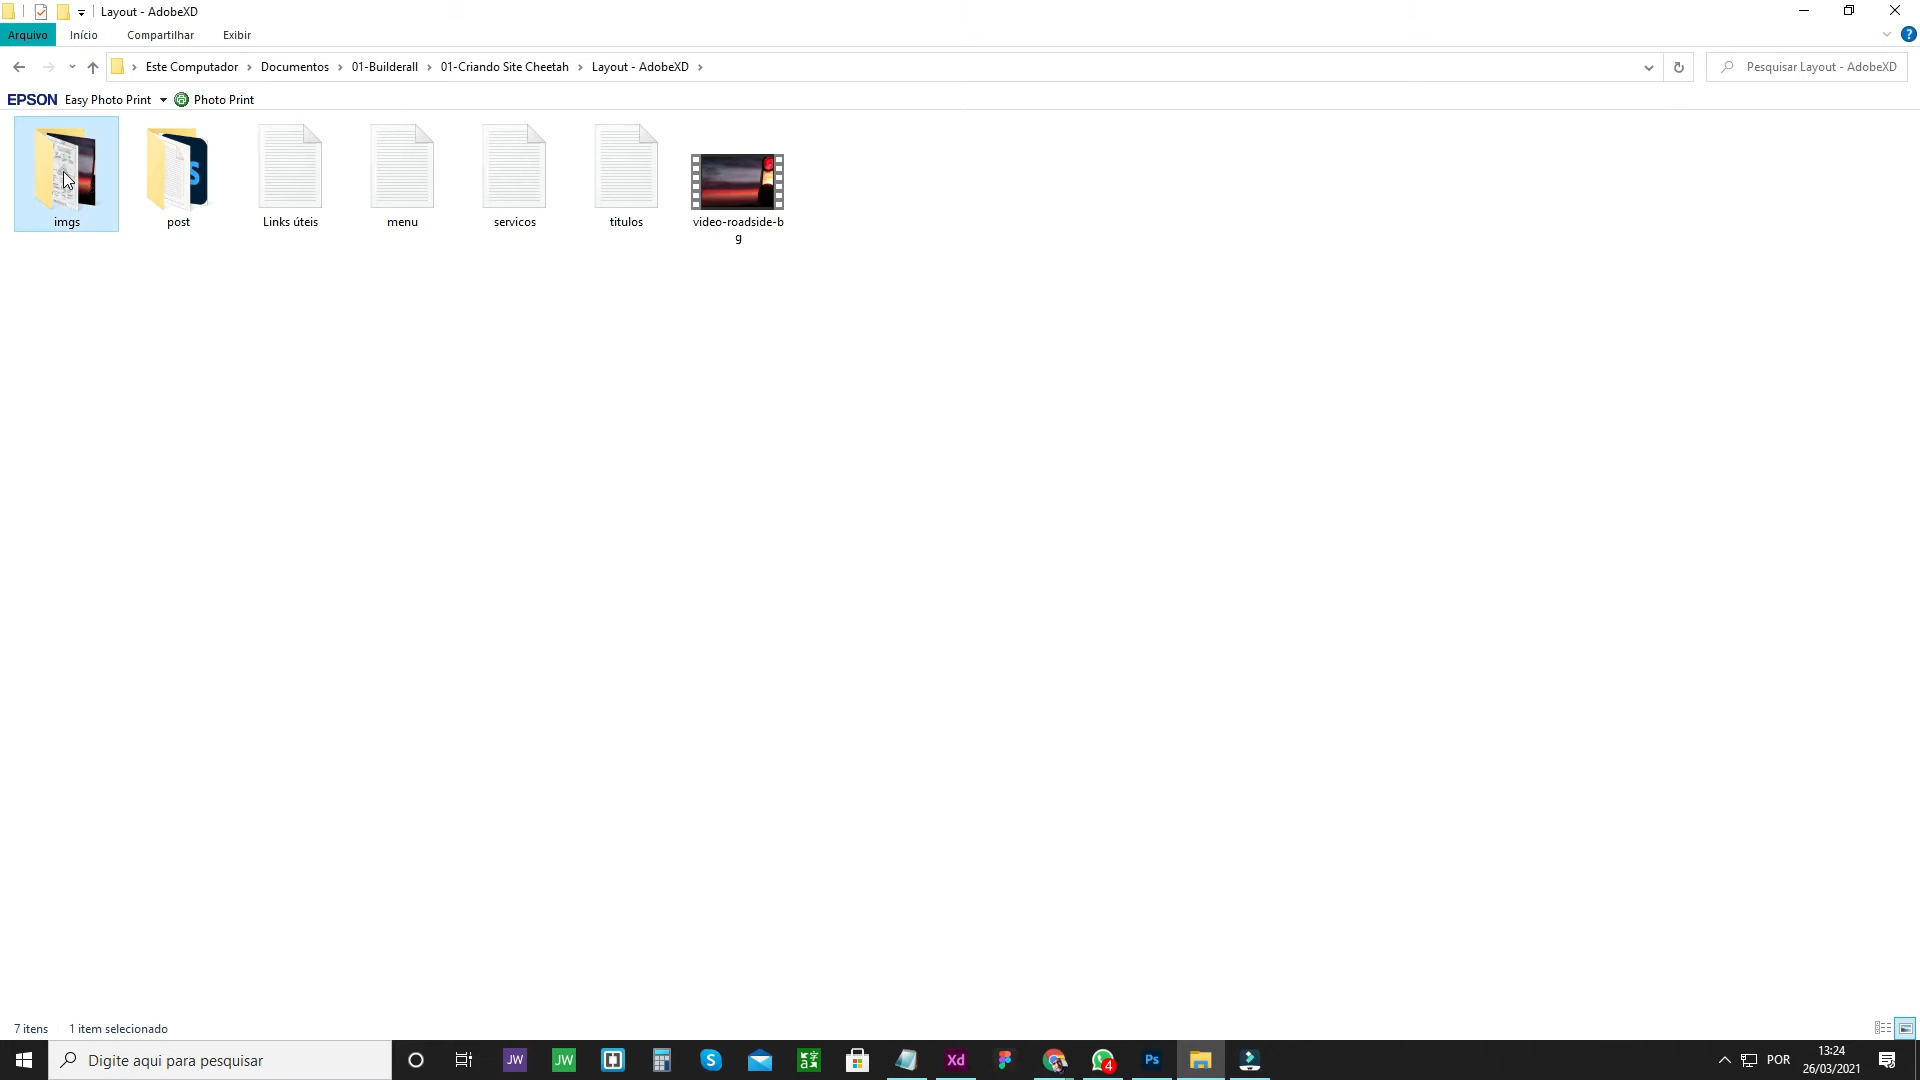 Layout - AdobeXD
Arquivo Início Compartilhar Exibir
Este Computador Documentos 01-Builderall 01-Criando Site Cheetah Layout - AdobeXD
Pesquisar Layout - AdobeXD
EPSON Easy Photo Print Photo Print
imgs
post
Links úteis
menu
servicos
titulos
video-roadside-b
g
7 itens 1 item selecionado
Digite aqui para pesquisar
JW
JW
S
Xd
4
Ps
POR
13:24
26/03/2021